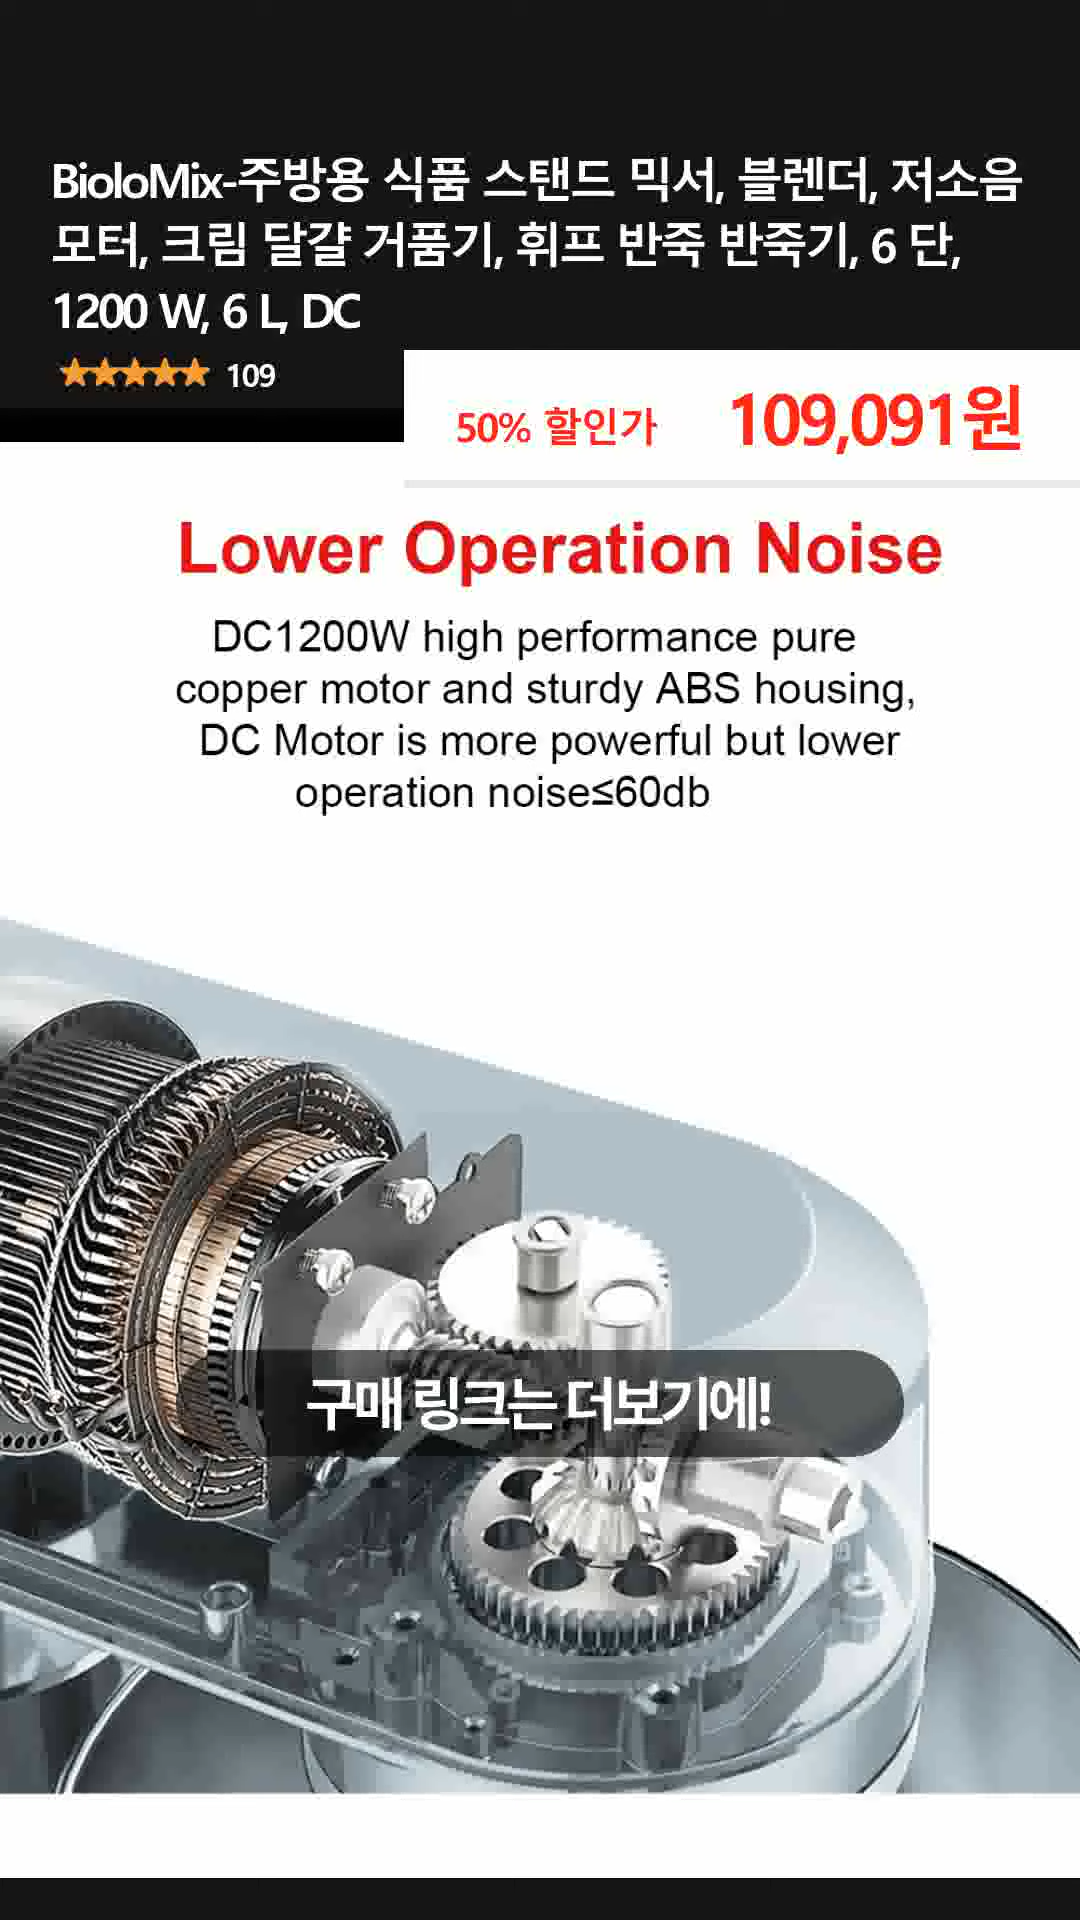 BioloMix-주방용 식품 스탠드 믹서, 블렌더, 저소음
모터, 크림 달걀 거품기, 휘프 반죽 반죽기, 6 단,
1200 W, 6 L, DC
109
50% 할인가 109,091원
Lower Operation Noise
DC1200W high performance pure
copper motor and sturdy ABS housing,
DC Motor is more powerful but lower
operation noise≤60db
구매 링크는 더보기에!